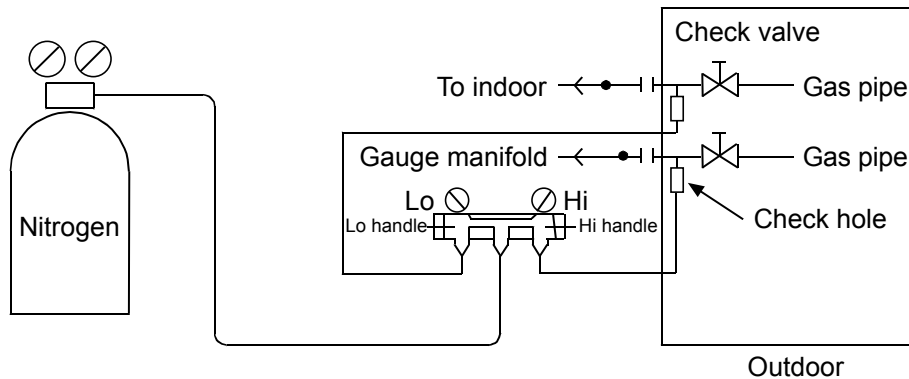 Check valve
To indoor
Gas pipe
Gauge manifold
Gas pipe
Lo
Hi
Nitrogen
Lo handle
Hi handle
Check hole
Outdoor